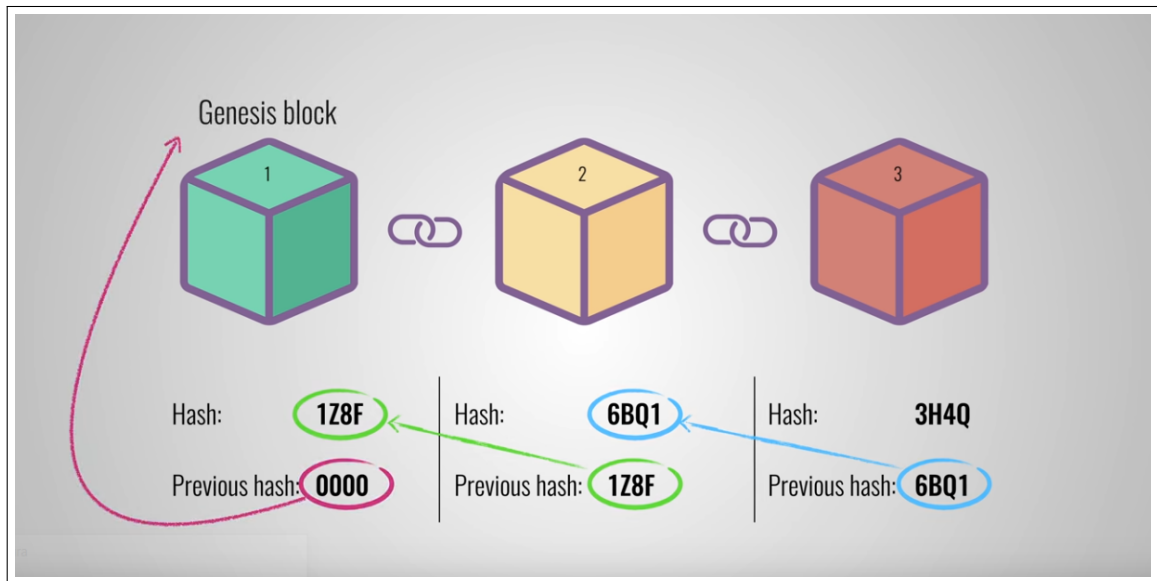 Genesis block
1
2
3
Hash: 1Z8F
Hash: 6BQ1
Hash: 3H4Q
Previous hash: 0000
Previous hash: 1Z8F
Previous hash: 6BQ1